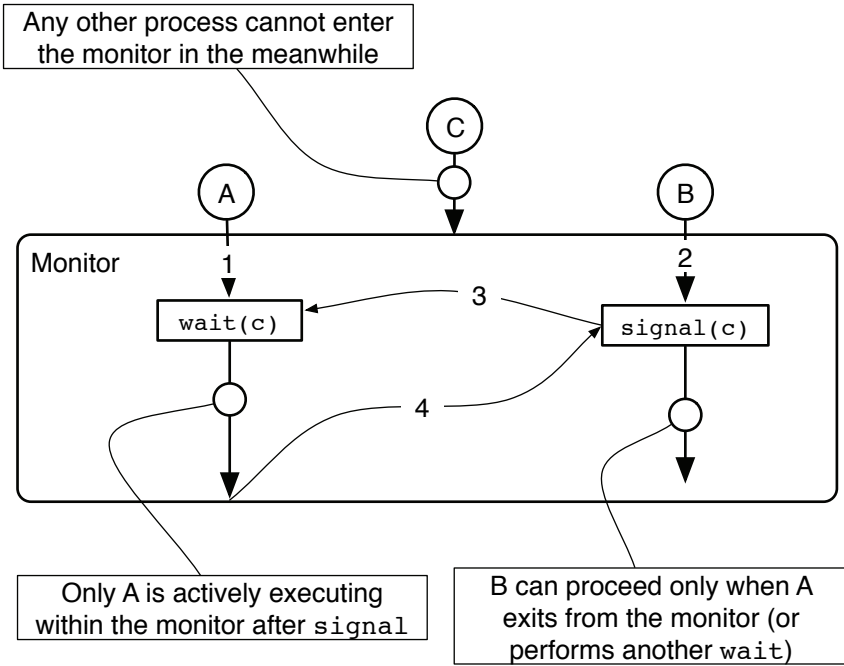 Any other process cannot enter
the monitor in the meanwhile
C
A
B
Monitor
1
2
3
wait(c)
signal(c)
4
Only A is actively executing
within the monitor after signal
B can proceed only when A
exits from the monitor (or
performs another wait)